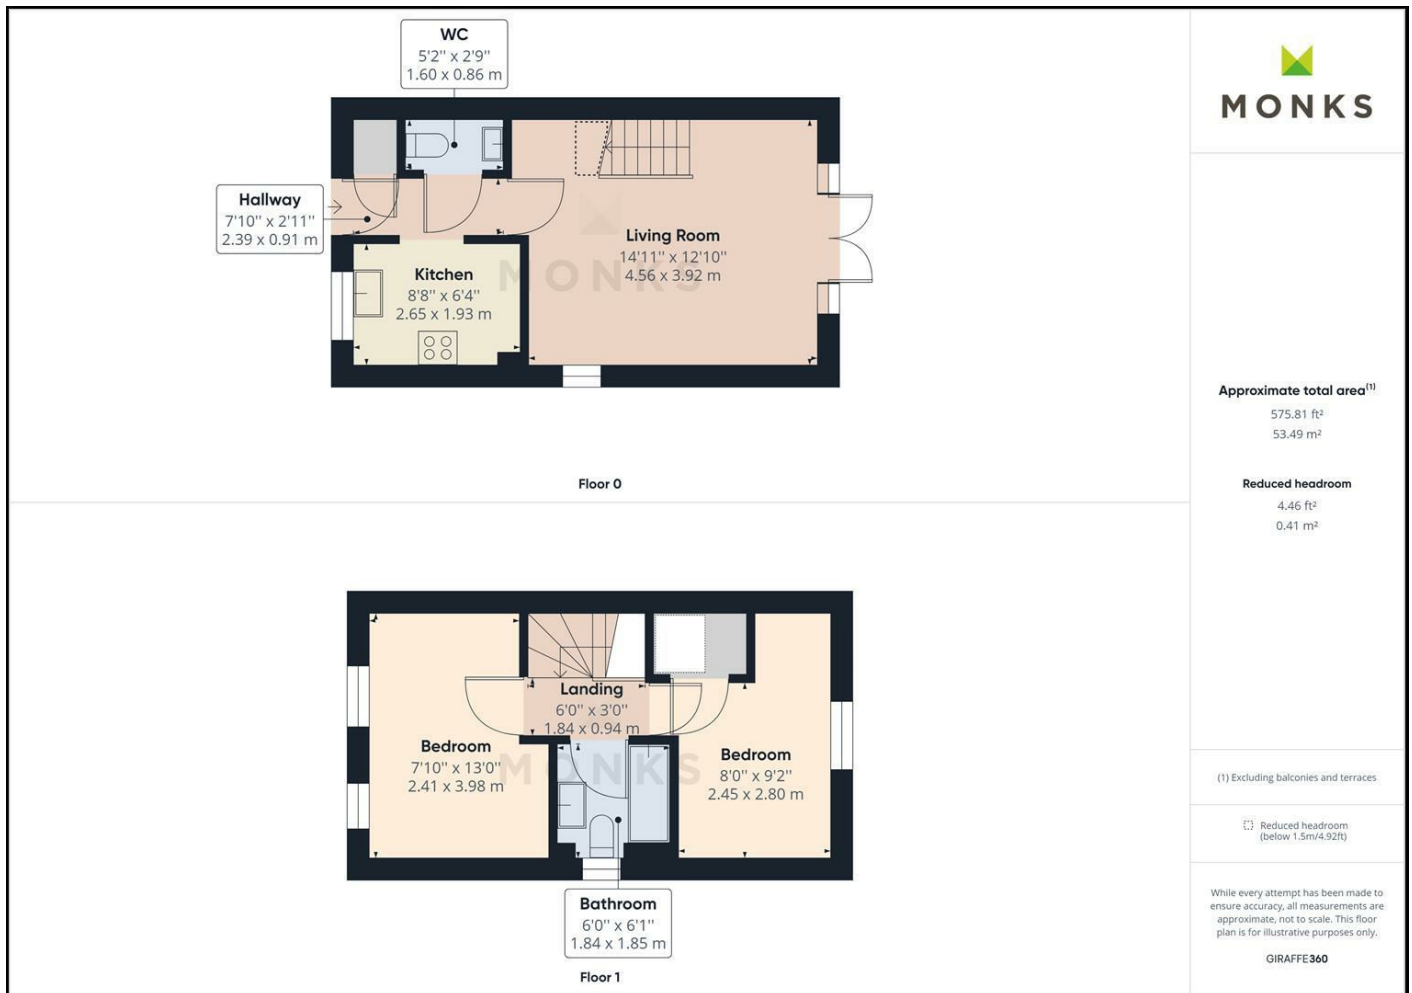 WC
5'2" x 2'9"
1.60 x 0.86 m
Hallway
7'10" x 2'11"
2.39 x 0.91 m
Living Room
14'11" x 12'10"
4.56 x 3.92 m
Kitchen
8'8" x 6'4"
2.65 x 1.93 m
MONKS
Floor 0
Landing
6'0" x 3'0"
1.84 x 0.94 m
Bedroom
7'10" x 13'0"
2.41 x 3.98 m
Bedroom
8'0" x 9'2"
2.45 x 2.80 m
MONKS
Bathroom
6'0" x 6'1"
1.84 x 1.85 m
Floor 1
MONKS
Approximate total area(1)
575.81 ft²
53.49 m²
Reduced headroom
4.46 ft²
0.41 m²
(1) Excluding balconies and terraces
Reduced headroom
(below 1.5m/4.92ft)
While every attempt has been made to
ensure accuracy, all measurements are
approximate, not to scale. This floor
plan is for illustrative purposes only.
GIRAFFE360